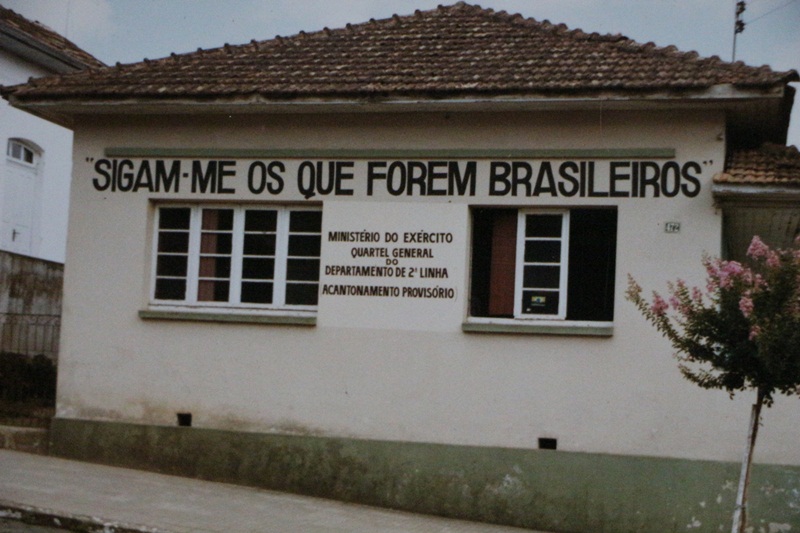 "SIGAM-ME OS QUE FOREM BRASILEIROS"
MINISTÉRIO DO EXÉRCITO
QUARTEL GENERAL
DO
DEPARTAMENTO DE 2ª LINHA
ACANTONAMENTO PROVISÓRIO